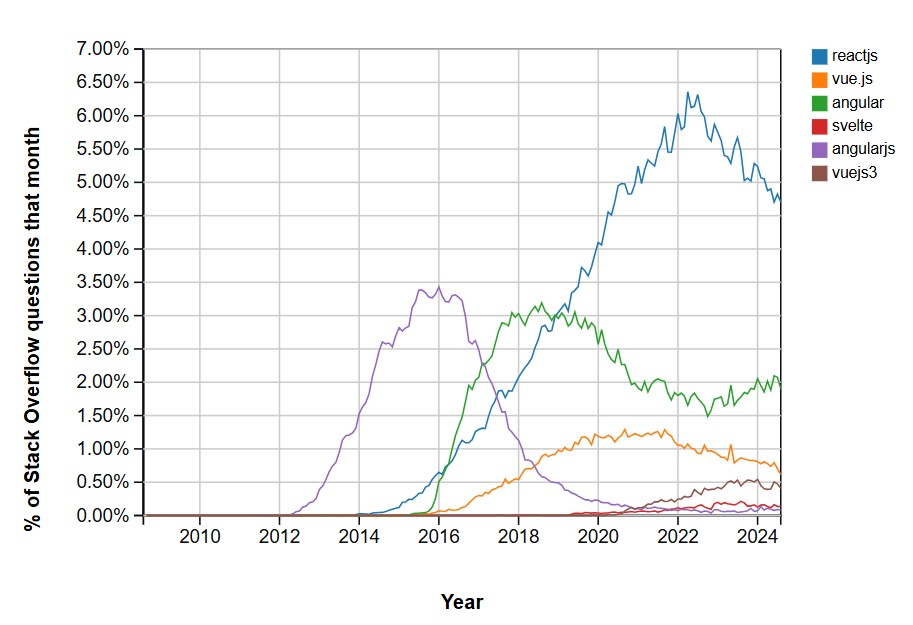 7.00%
6.50%
6.00%
5.50%
5.00%
4.50%
4.00%
3.50%
3.00%
2.50%
2.00%
1.50%
1.00%
0.50%
0.00%
% of Stack Overflow questions that month
2010 2012 2014 2016 2018 2020 2022 2024
Year
reactjs
vue.js
angular
svelte
angularjs
vuejs3